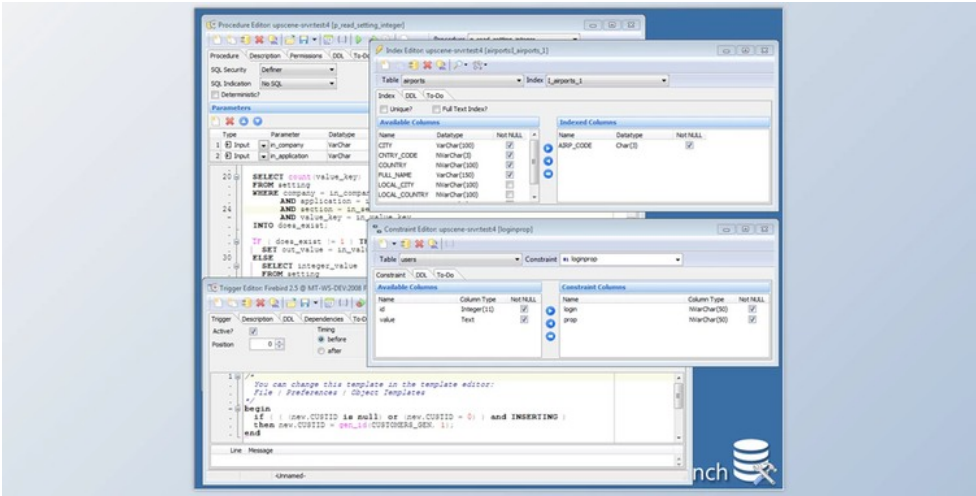 Procedure Editor: upscene-srvr:test4 [p_read_setting_integer]
Procedure Description Permissions DDL To-Do
SQL Security Definer
SQL Indication No SQL
Deterministic?
Parameters
Type Parameter Datatype
1 Input in_company VarChar
2 Input in_application VarChar
20 SELECT count(value_key)
FROM setting
WHERE company =
AND application =
24 AND section =
AND value_key = in_value_key
INTO does_exist;
IF ( does_exist != 1 )
SET out_value =
30 ELSE
SELECT integer_value
FROM setting
Index Editor: upscene-srvr:test4 [airports.I_airports_1]
Table airports Index I_airports_1
Index DDL To-Do
Unique? Full Text Index?
Available Columns Indexed Columns
Name Datatype Not NULL Name Datatype Not NULL
CITY VarChar(100) AIRP_CODE Char(3)
CNTRY_CODE NVarChar(3)
COUNTRY NVarChar(100)
FULL_NAME VarChar(150)
LOCAL_CITY NVarChar(100)
LOCAL_COUNTRY NVarChar(100)
Constraint Editor: upscene-srvr:test4 [loginprop]
Table users Constraint loginprop
Constraint DDL To-Do
Available Columns Constraint Columns
Name Column Type Not NULL Name Column Type Not NULL
id Integer(11) login NVarChar(50)
value Text prop NVarChar(50)
Trigger Editor: Firebird 2.5 @ MT-WS-DEV:2008
Trigger Description DDL Dependencies To-D
Active? Timing
before
Position 0
after
1 /*
You can change this template in the template editor:
File | Preferences | Object Templates
*/
begin
if ( ( (new.CUSTID is null) or (new.CUSTID = 0) ) and INSERTING )
then new.CUSTID = gen_id(CUSTOMERS_GEN, 1);
end
Line Message
-Unnamed-
nch